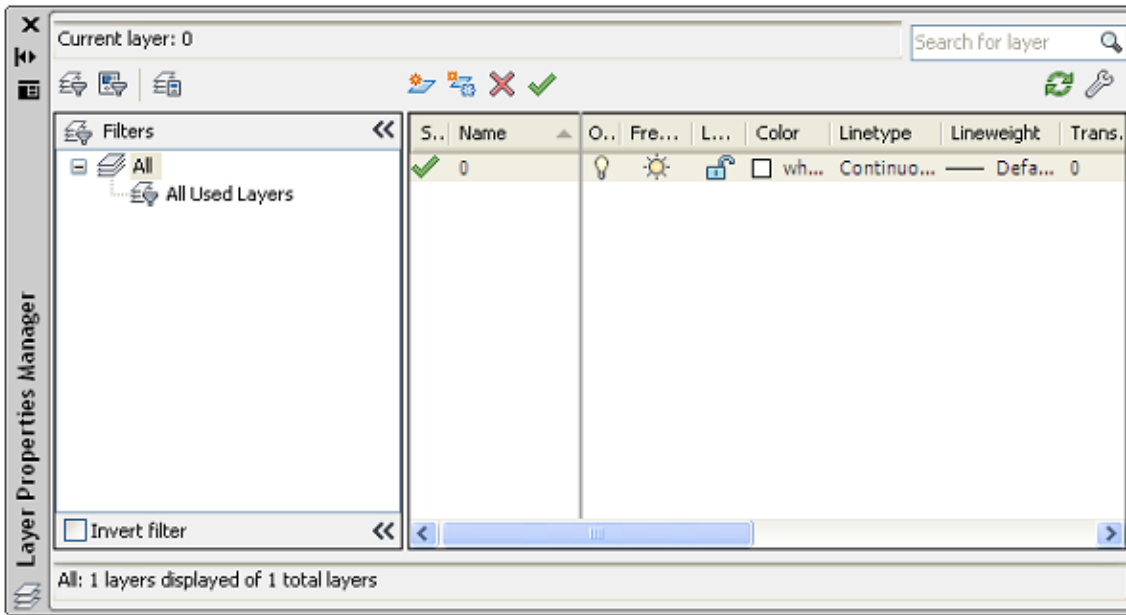 Current layer: 0
Search for layer
Filters
S.. Name O.. Fre... L... Color Linetype Lineweight Trans.
All
0 wh... Continuo... Defa... 0
All Used Layers
Invert filter
All: 1 layers displayed of 1 total layers
Layer Properties Manager